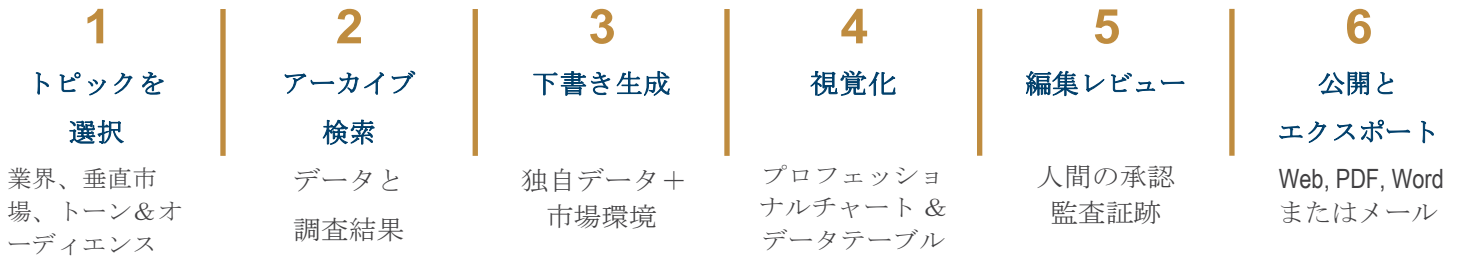 1
トピックを
選択
業界、垂直市
場、トーン＆オ
ーディエンス
2
アーカイブ
検索
データと
調査結果
3
下書き生成
独自データ＋
市場環境
4
視覚化
プロフェッショ
ナルチャート ＆
データテーブル
5
編集レビュー
人間の承認
監査証跡
6
公開と
エクスポート
Web, PDF, Word
またはメール